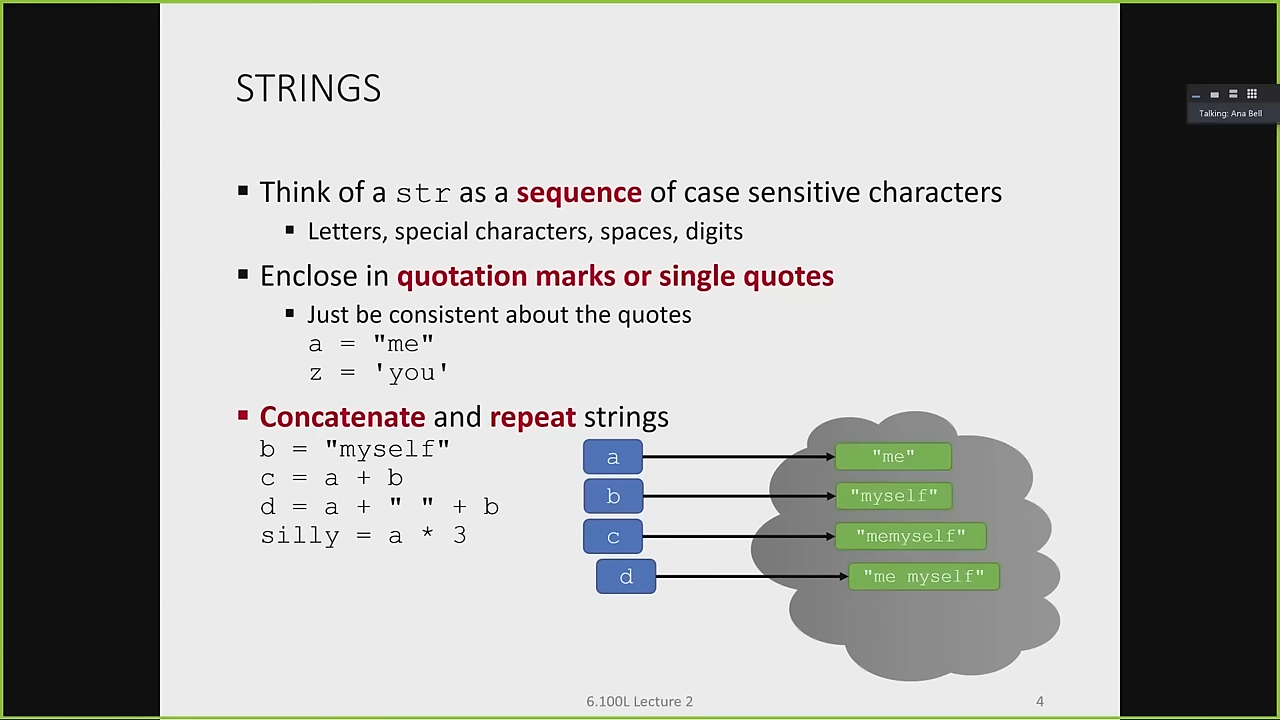 STRINGS
Talking: Ana Bell
Think of a str as a sequence of case sensitive characters
Letters, special characters, spaces, digits
Enclose in quotation marks or single quotes
Just be consistent about the quotes
a = "me"
z = 'you'
Concatenate and repeat strings
b = "myself"
c = a + b
d = a + " " + b
silly = a * 3
a "me"
b "myself"
c "memyself"
d "me myself"
6.100L Lecture 2 4